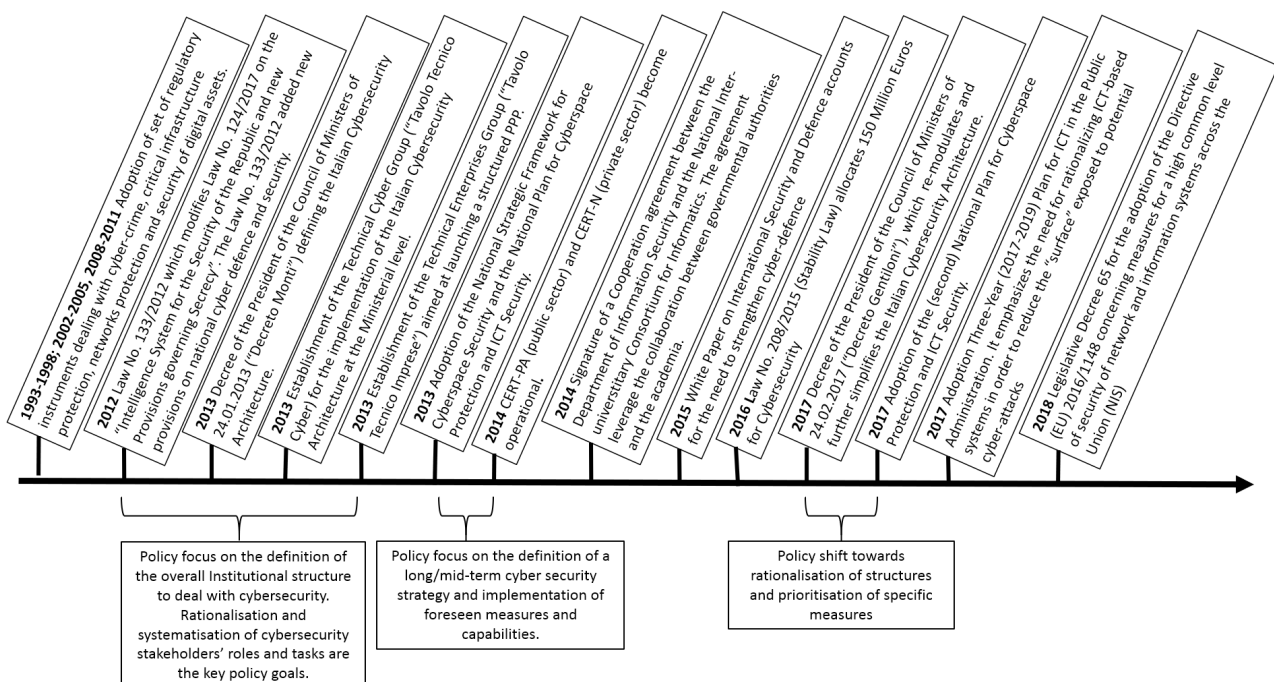 1993-1998; 2002-2005, 2008-2011 Adoption of set of regulatory
instruments dealing with cyber-crime, critical infrastructure
protection, networks protection and security of digital assets.
2012 Law No. 133/2012 which modifies Law No. 124/2017 on the
"Intelligence System for the Security of the Republic and new
Provisions governing Secrecy". The Law No. 133/2012 added new
provisions on national cyber defence and security.
2013 Decree of the President of the Council of Ministers of
24.01.2013 ("Decreto Monti") defining the Italian Cybersecurity
Architecture.
2013 Establishment of the Technical Cyber Group ("Tavolo Tecnico
Cyber) for the implementation of the Italian Cybersecurity
Architecture at the Ministerial level.
2013 Establishment of the Technical Enterprises Group ("Tavolo
Tecnico Imprese") aimed at launching a structured PPP.
2013 Adoption of the National Strategic Framework for
Cyberspace Security and the National Plan for Cyberspace
Protection and ICT Security.
2014 CERT-PA (public sector) and CERT-N (private sector) become
operational.
2014 Signature of a Cooperation agreement between the
Department of Information Security and the National Inter-
universitary Consortium for Informatics. The agreement
leverage the collaboration between governmental authorities
and the academia.
2015 White Paper on International Security and Defence accounts
for the need to strengthen cyber-defence
2016 Law No. 208/2015 (Stability Law) allocates 150 Million Euros
for Cybersecurity
2017 Decree of the President of the Council of Ministers of
24.02.2017 ("Decreto Gentiloni"), which re-modulates and
further simplifies the Italian Cybersecurity Architecture.
2017 Adoption of the (second) National Plan for Cyberspace
Protection and ICT Security.
2017 Adoption Three-Year (2017-2019) Plan for ICT in the Public
Administration. It emphasizes the need for rationalizing ICT-based
systems in order to reduce the "surface" exposed to potential
cyber-attacks
2018 Legislative Decree 65 for the adoption of the Directive
(EU) 2016/1148 concerning measures for a high common level
of security of network and information systems across the
Union (NIS)
Policy focus on the definition of
the overall Institutional structure
to deal with cybersecurity.
Rationalisation and
systematisation of cybersecurity
stakeholders' roles and tasks are
the key policy goals.
Policy focus on the definition of a
long/mid-term cyber security
strategy and implementation of
foreseen measures and
capabilities.
Policy shift towards
rationalisation of structures
and prioritisation of specific
measures